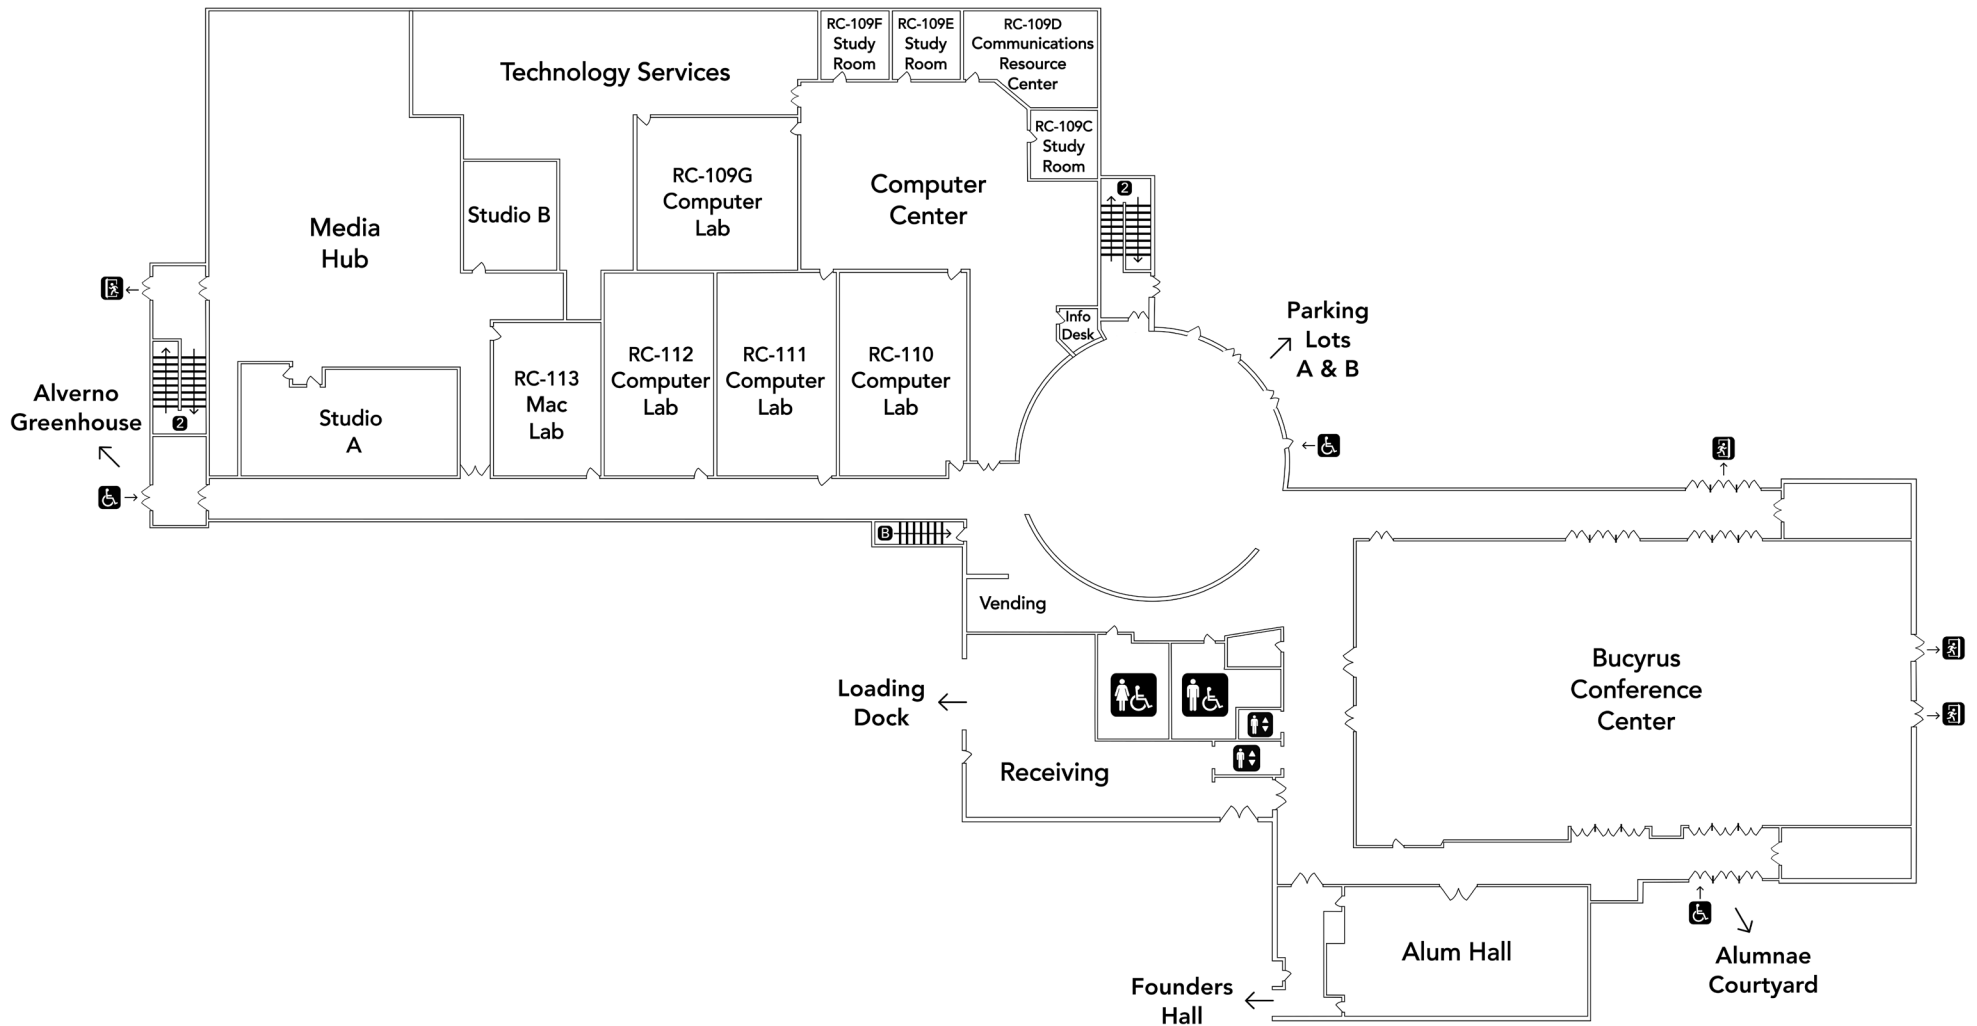 RC-109F
Study
Room
RC-109E
Study
Room
RC-109D
Communications
Resource
Center
Technology Services
RC-109C
Study
Room
RC-109G
Computer
Lab
Computer
Center
2
Studio B
Media
Hub
Info
Desk
Parking
Lots
A & B
RC-112
Computer
Lab
RC-111
Computer
Lab
RC-110
Computer
Lab
RC-113
Mac
Lab
Alverno
Greenhouse
2
Studio
A
B
Vending
Bucyrus
Conference
Center
Loading
Dock
Receiving
Alum Hall
Alumnae
Courtyard
Founders
Hall